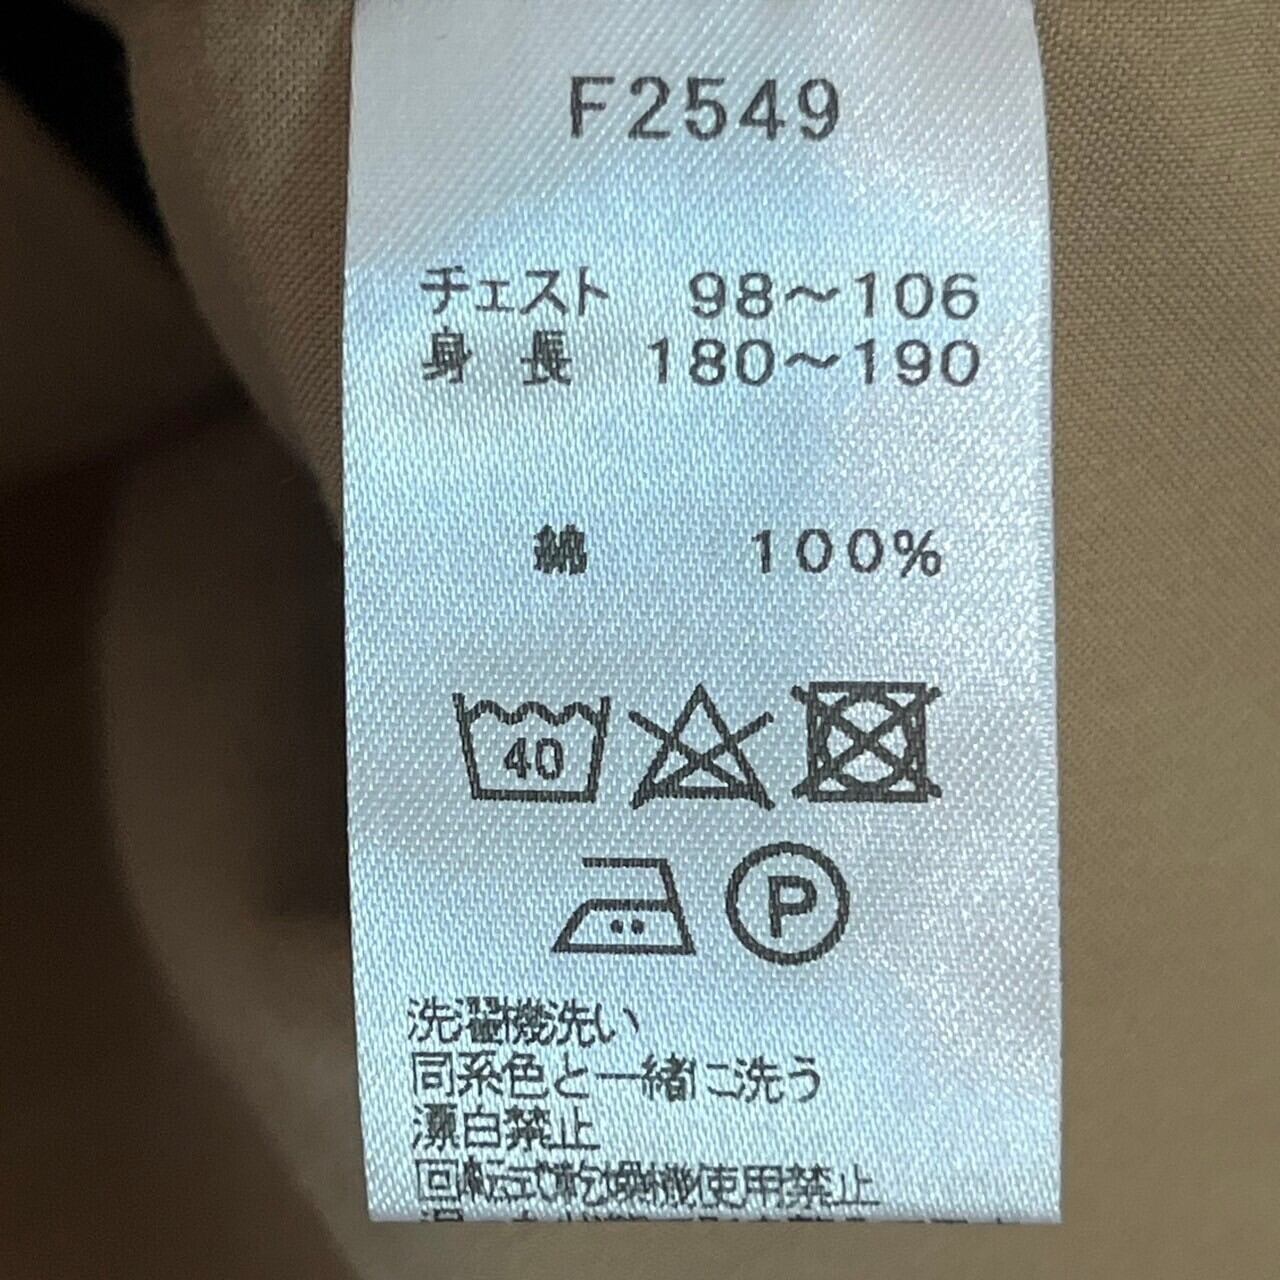 F2549
チェスト 98〜106
身長 180〜190
綿 100%
40
P
洗濯機洗い
同系色と一緒に洗う
漂白禁止
回転式乾燥機使用禁止